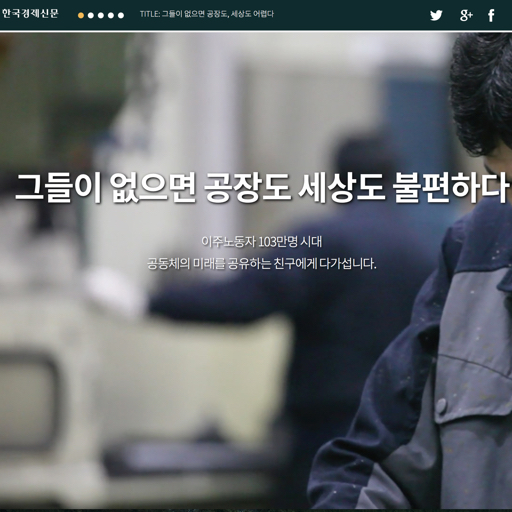 한국경제신문
TITLE: 그들이 없으면 공장도, 세상도 어렵다
그들이 없으면 공장도 세상도 불편하다
이주노동자 103만명 시대
공동체의 미래를 공유하는 친구에게 다가섭니다.